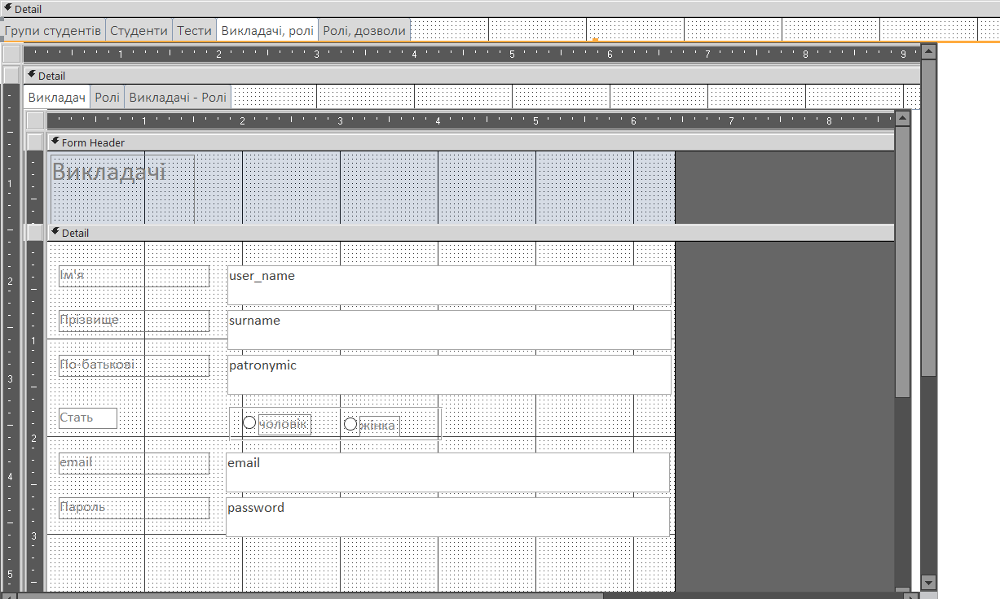 Detail
Групи студентів Студенти Тести Викладачі, ролі Ролі, дозволи
1 2 3 4 5 6 7 8 9
Detail
Викладач Ролі Викладачі - Ролі
1 2 3 4 5 6 7 8
Form Header
Викладачі
1
Detail
Ім'я user_name
2
Прізвище surname
1
По-батькові patronymic
3
Стать чоловік жінка
2
email email
4
Пароль password
3
5